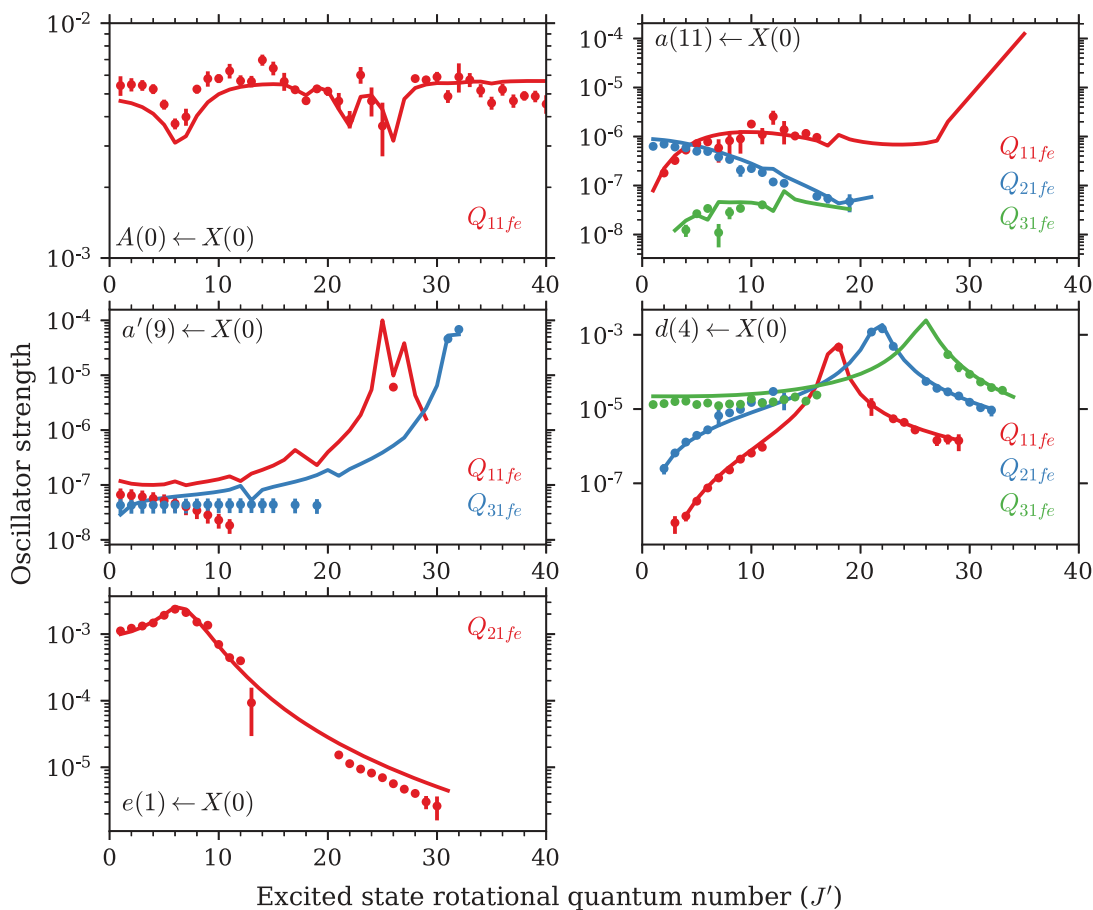 10⁻²
10⁻³
A(0) ← X(0)
Q₁₁fe
0 10 20 30 40
10⁻⁴
10⁻⁵
10⁻⁶
10⁻⁷
10⁻⁸
a(11) ← X(0)
Q₁₁fe
Q₂₁fe
Q₃₁fe
0 10 20 30 40
10⁻⁴
10⁻⁵
10⁻⁶
10⁻⁷
10⁻⁸
a′(9) ← X(0)
Q₁₁fe
Q₃₁fe
0 10 20 30 40
10⁻³
10⁻⁵
10⁻⁷
d(4) ← X(0)
Q₁₁fe
Q₂₁fe
Q₃₁fe
0 10 20 30 40
10⁻³
10⁻⁴
10⁻⁵
e(1) ← X(0)
Q₂₁fe
0 10 20 30 40
Oscillator strength
Excited state rotational quantum number (J′)